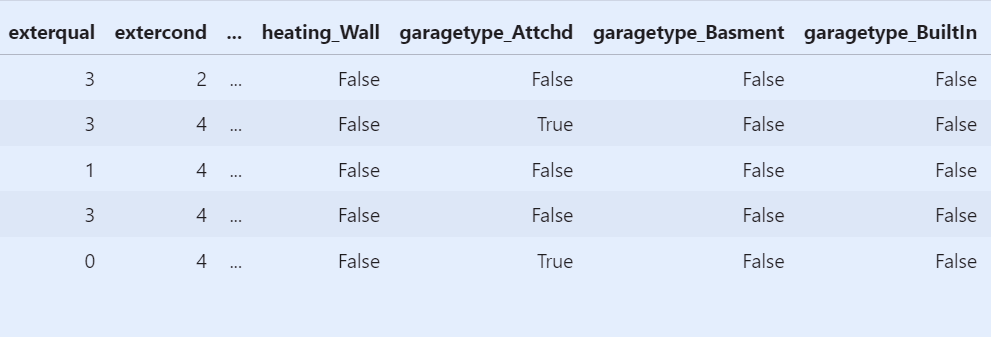 exterqual extercond ... heating_Wall garagetype_Attchd garagetype_Basment garagetype_BuiltIn
3 2 ... False False False False
3 4 ... False True False False
1 4 ... False False False False
3 4 ... False False False False
0 4 ... False True False False